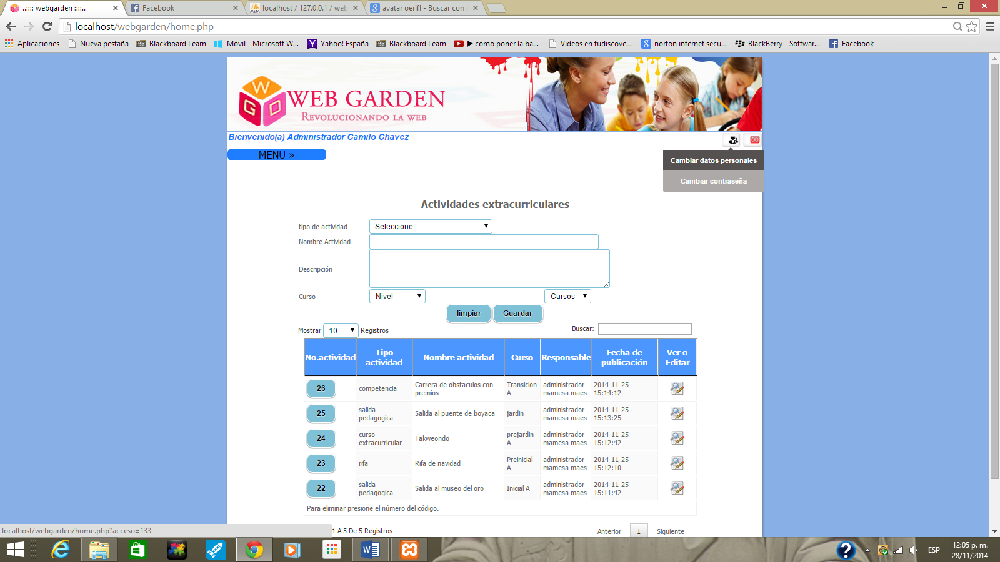 ..:::: webgarden ::::..
Facebook
localhost / 127.0.0.1 / web
avatar oerifl - Buscar con
localhost/webgarden/home.php
Aplicaciones
Nueva pestaña
Blackboard Learn
Móvil - Microsoft W...
Yahoo! España
Blackboard Learn
como poner la ba...
Videos en tudiscove...
norton internet secu...
BlackBerry - Softwar...
Facebook
W G D
WEB GARDEN
REVOLUCIONANDO LA WEB
Bienvenido(a) Administrador Camilo Chavez
MENU »
Cambiar datos personales
Cambiar contraseña
Actividades extracurriculares
tipo de actividad Seleccione
Nombre Actividad
Descripción
Curso Nivel Cursos
limpiar Guardar
Mostrar 10 Registros Buscar:
No.actividad Tipo actividad Nombre actividad Curso Responsable Fecha de publicación Ver o Editar
26 competencia Carrera de obstaculos con premios Transicion A administrador mamesa maes 2014-11-25 15:14:12
25 salida pedagogica Salida al puente de boyaca jardin administrador mamesa maes 2014-11-25 15:13:25
24 curso extracurricular Takweondo prejardin-A administrador mamesa maes 2014-11-25 15:12:42
23 rifa Rifa de navidad Preinicial A administrador mamesa maes 2014-11-25 15:12:10
22 salida pedagogica Salida al museo del oro Inicial A administrador mamesa maes 2014-11-25 15:11:42
Para eliminar presione el número del código.
1 A 5 De 5 Registros Anterior 1 Siguiente
localhost/webgarden/home.php?acceso=133
ESP
12:05 p. m.
28/11/2014